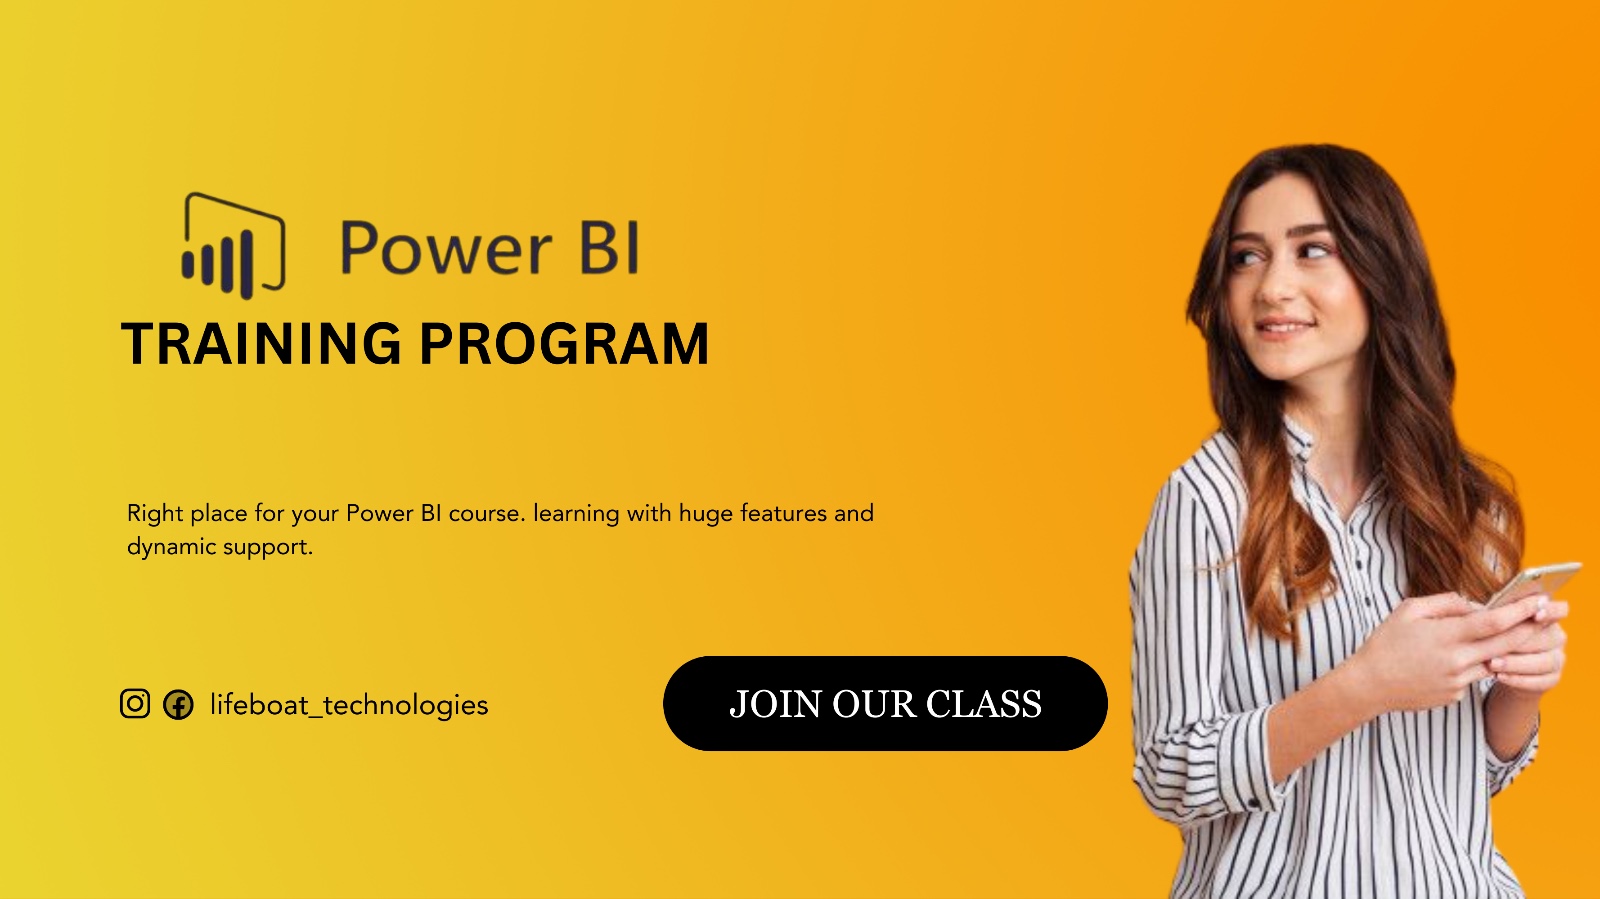 Power BI
TRAINING PROGRAM
Right place for your Power BI course. learning with huge features and
dynamic support.
lifeboat_technologies
JOIN OUR CLASS